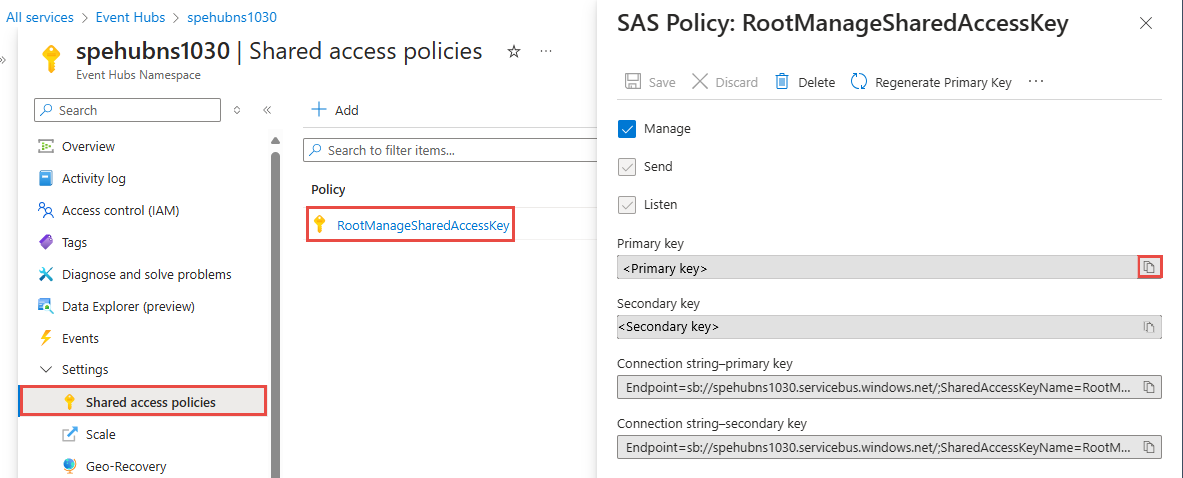 All services > Event Hubs > spehubns1030
spehubns1030 | Shared access policies
Event Hubs Namespace
Search
Overview
Activity log
Access control (IAM)
Tags
Diagnose and solve problems
Data Explorer (preview)
Events
Settings
Shared access policies
Scale
Geo-Recovery
Add
Search to filter items...
Policy
RootManageSharedAccessKey
SAS Policy: RootManageSharedAccessKey
Save Discard Delete Regenerate Primary Key ...
Manage
Send
Listen
Primary key
<Primary key>
Secondary key
<Secondary key>
Connection string–primary key
Endpoint=sb://spehubns1030.servicebus.windows.net/;SharedAccessKeyName=RootM...
Connection string–secondary key
Endpoint=sb://spehubns1030.servicebus.windows.net/;SharedAccessKeyName=RootM...